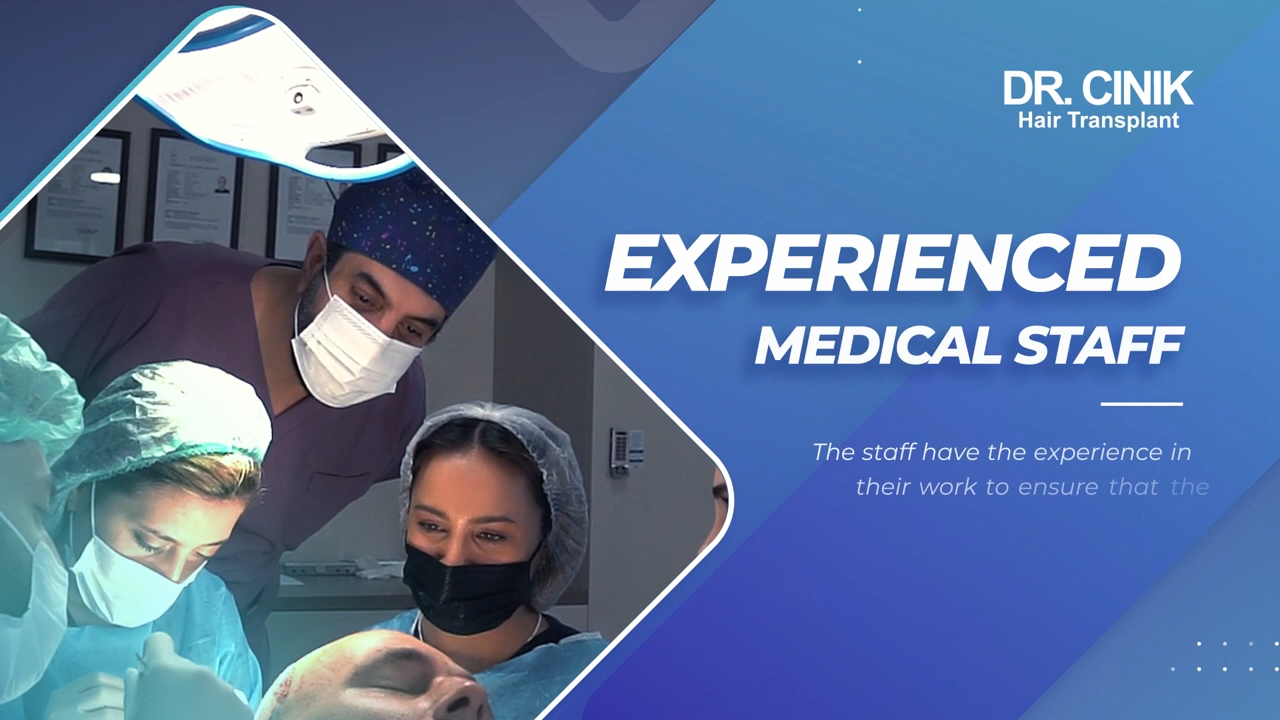 DR. CINIK
Hair Transplant
EXPERIENCED
MEDICAL STAFF
The staff have the experience in
their work to ensure that the